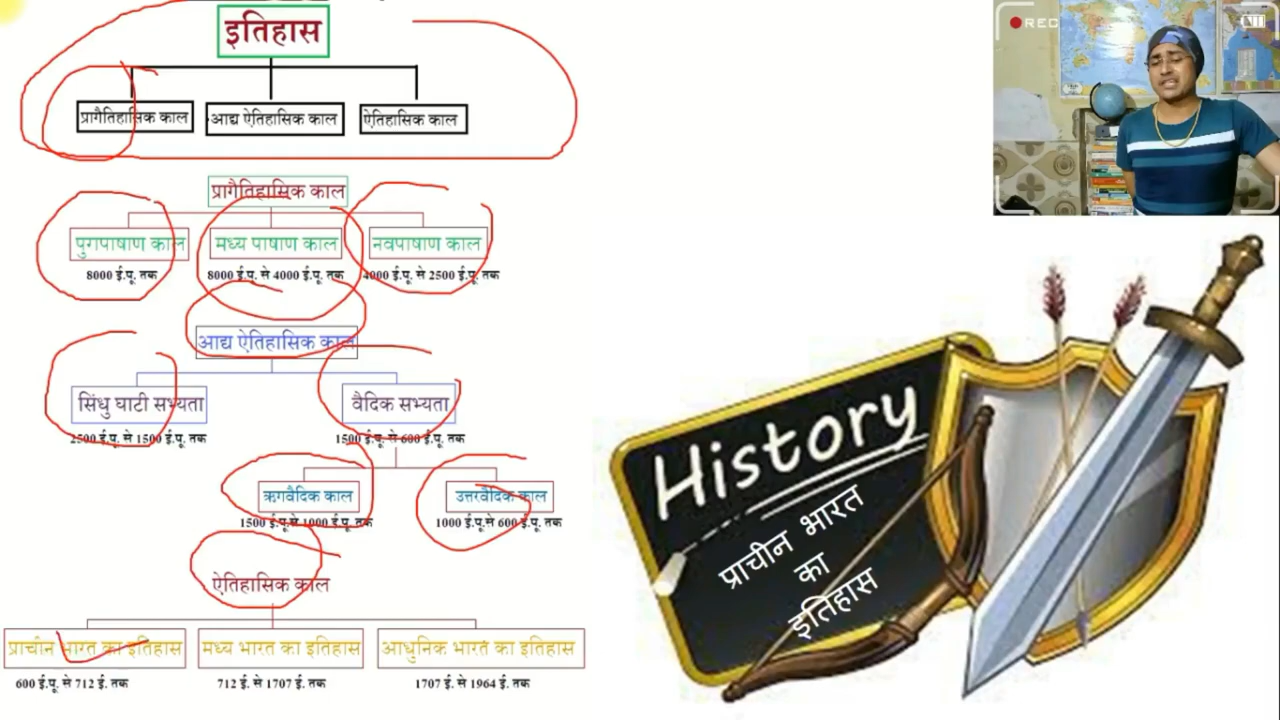 इतिहास
प्रागैतिहासिक काल आद्य ऐतिहासिक काल ऐतिहासिक काल
प्रागैतिहासिक काल
पुरापाषाण काल मध्य पाषाण काल नवपाषाण काल
8000 ई.पू. तक 8000 ई.पू. से 4000 ई.पू. तक 4000 ई.पू. से 2500 ई.पू. तक
आद्य ऐतिहासिक काल
सिंधु घाटी सभ्यता वैदिक सभ्यता
2500 ई.पू. से 1500 ई.पू. तक 1500 ई.पू. से 600 ई.पू. तक
ऋगवैदिक काल उत्तरवैदिक काल
1500 ई.पू.से 1000 ई.पू. तक 1000 ई.पू.से 600 ई.पू. तक
ऐतिहासिक काल
प्राचीन भारत का इतिहास मध्य भारत का इतिहास आधुनिक भारत का इतिहास
600 ई.पू. से 712 ई. तक 712 ई. से 1707 ई. तक 1707 ई. से 1964 ई. तक
REC
History
प्राचीन भारत
का
इतिहास